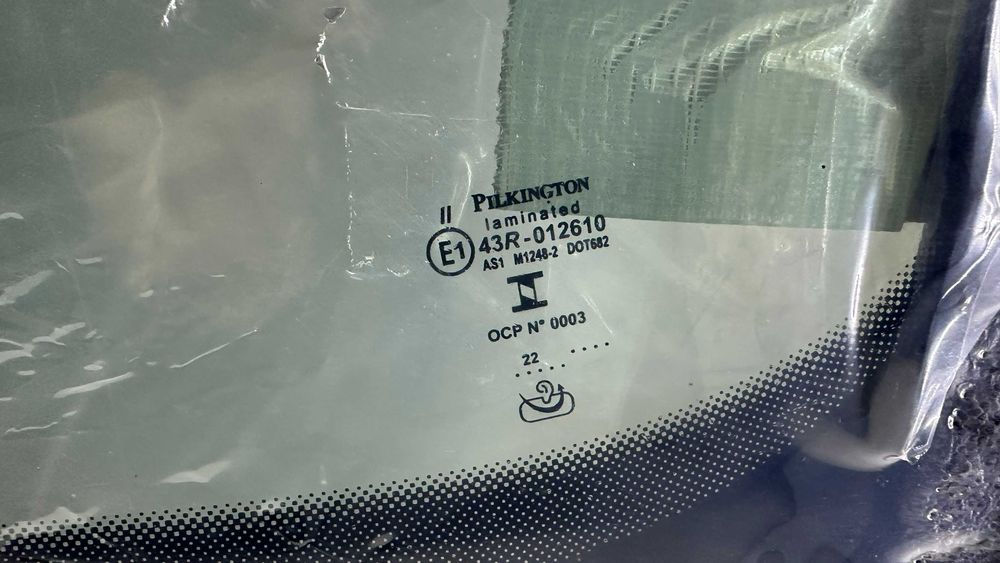 PILKINGTON
laminated
II
E1 43R-012610
AS1 M1248-2 DOT682
OCP N° 0003
22 ....
.....